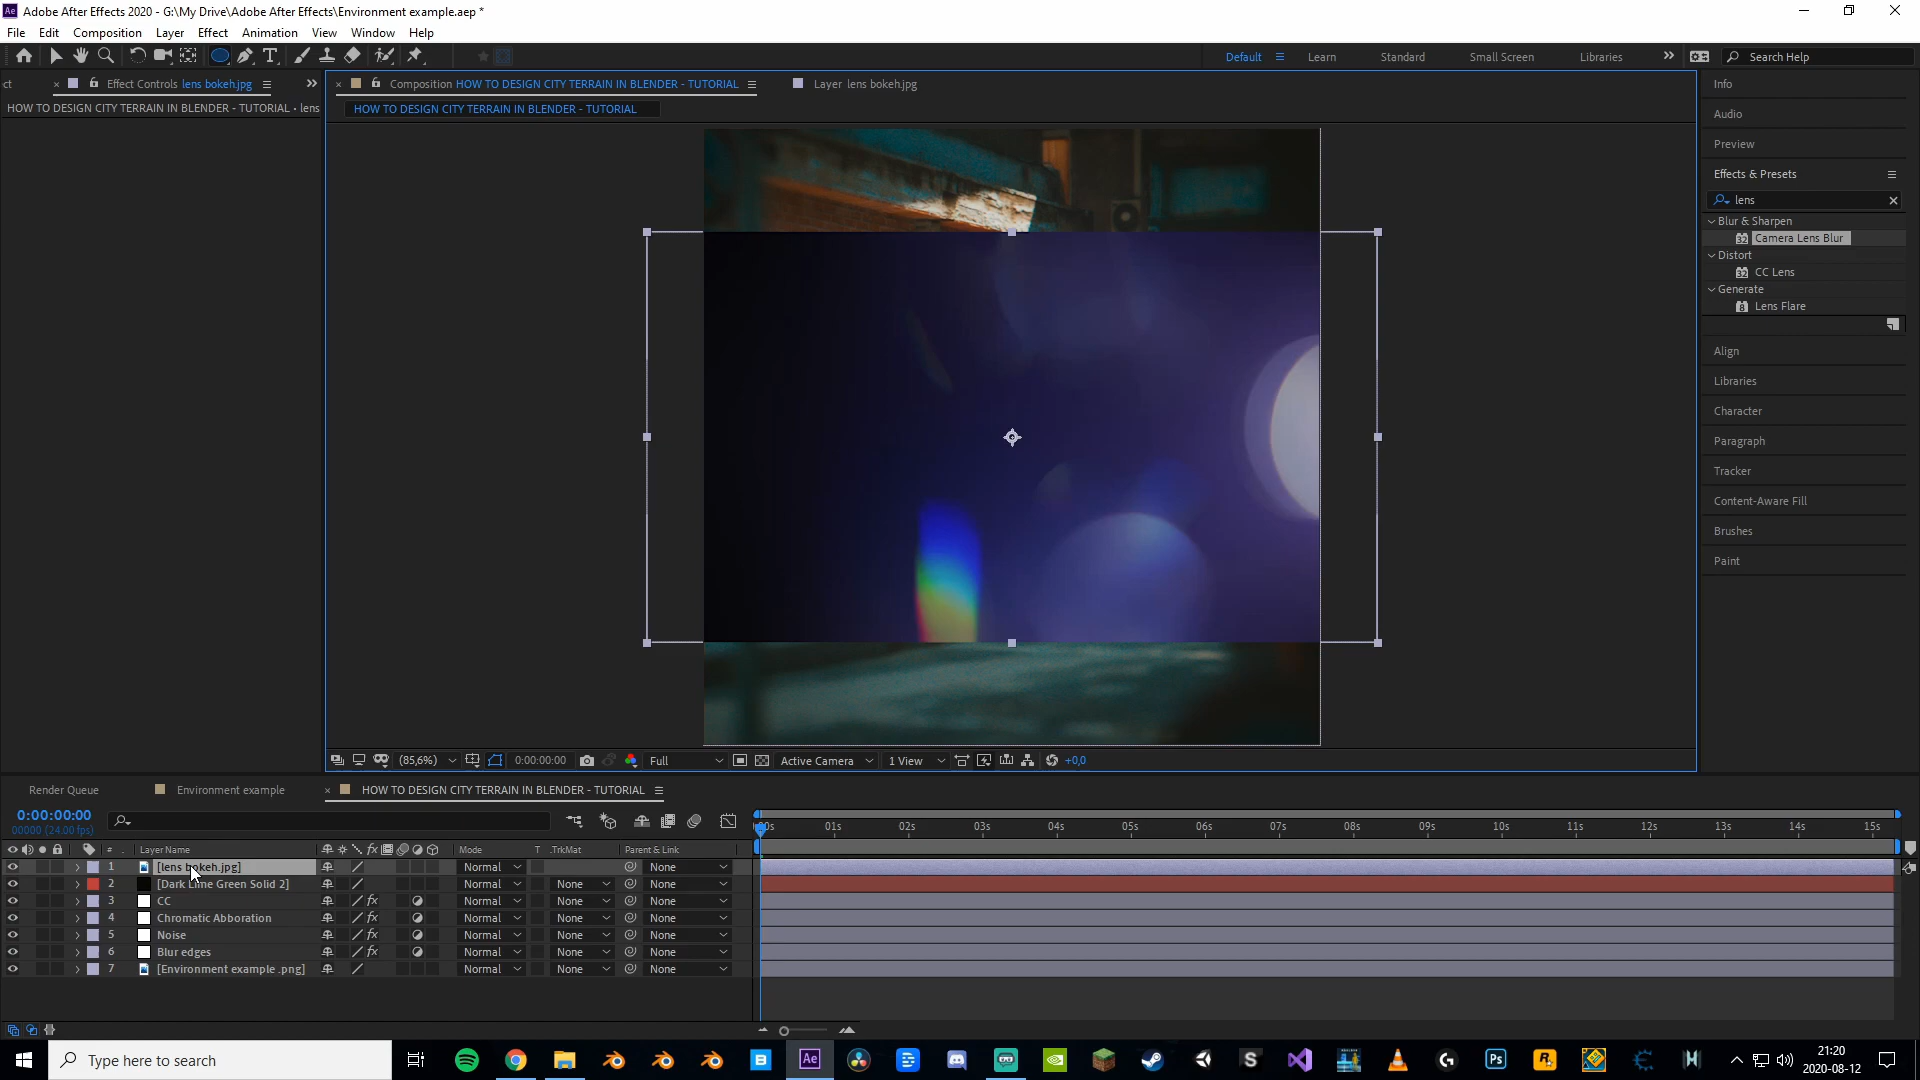 Adobe After Effects 2020 - G:\My Drive\Adobe After Effects\Environment example.aep *
File Edit Composition Layer Effect Animation View Window Help
Default Learn Standard Small Screen Libraries Search Help
ct Effect Controls lens bokeh.jpg
Composition HOW TO DESIGN CITY TERRAIN IN BLENDER - TUTORIAL Layer lens bokeh.jpg
HOW TO DESIGN CITY TERRAIN IN BLENDER - TUTORIAL • lens
HOW TO DESIGN CITY TERRAIN IN BLENDER - TUTORIAL
Info
Audio
Preview
Effects & Presets
lens
Blur & Sharpen
32 Camera Lens Blur
Distort
32 CC Lens
Generate
8 Lens Flare
Align
Libraries
Character
Paragraph
Tracker
Content-Aware Fill
Brushes
Paint
(85,6%) 0:00:00:00 Full Active Camera 1 View +0,0
Render Queue Environment example HOW TO DESIGN CITY TERRAIN IN BLENDER - TUTORIAL
0:00:00:00
00000 (24.00 fps)
00s 01s 02s 03s 04s 05s 06s 07s 08s 09s 10s 11s 12s 13s 14s 15s
# Layer Name Mode T .TrkMat Parent & Link
1 [lens bokeh.jpg] Normal None
2 [Dark Lime Green Solid 2] Normal None None
3 CC Normal None None
4 Chromatic Abboration Normal None None
5 Noise Normal None None
6 Blur edges Normal None None
7 [Environment example .png] Normal None None
Type here to search
21:20
2020-08-12